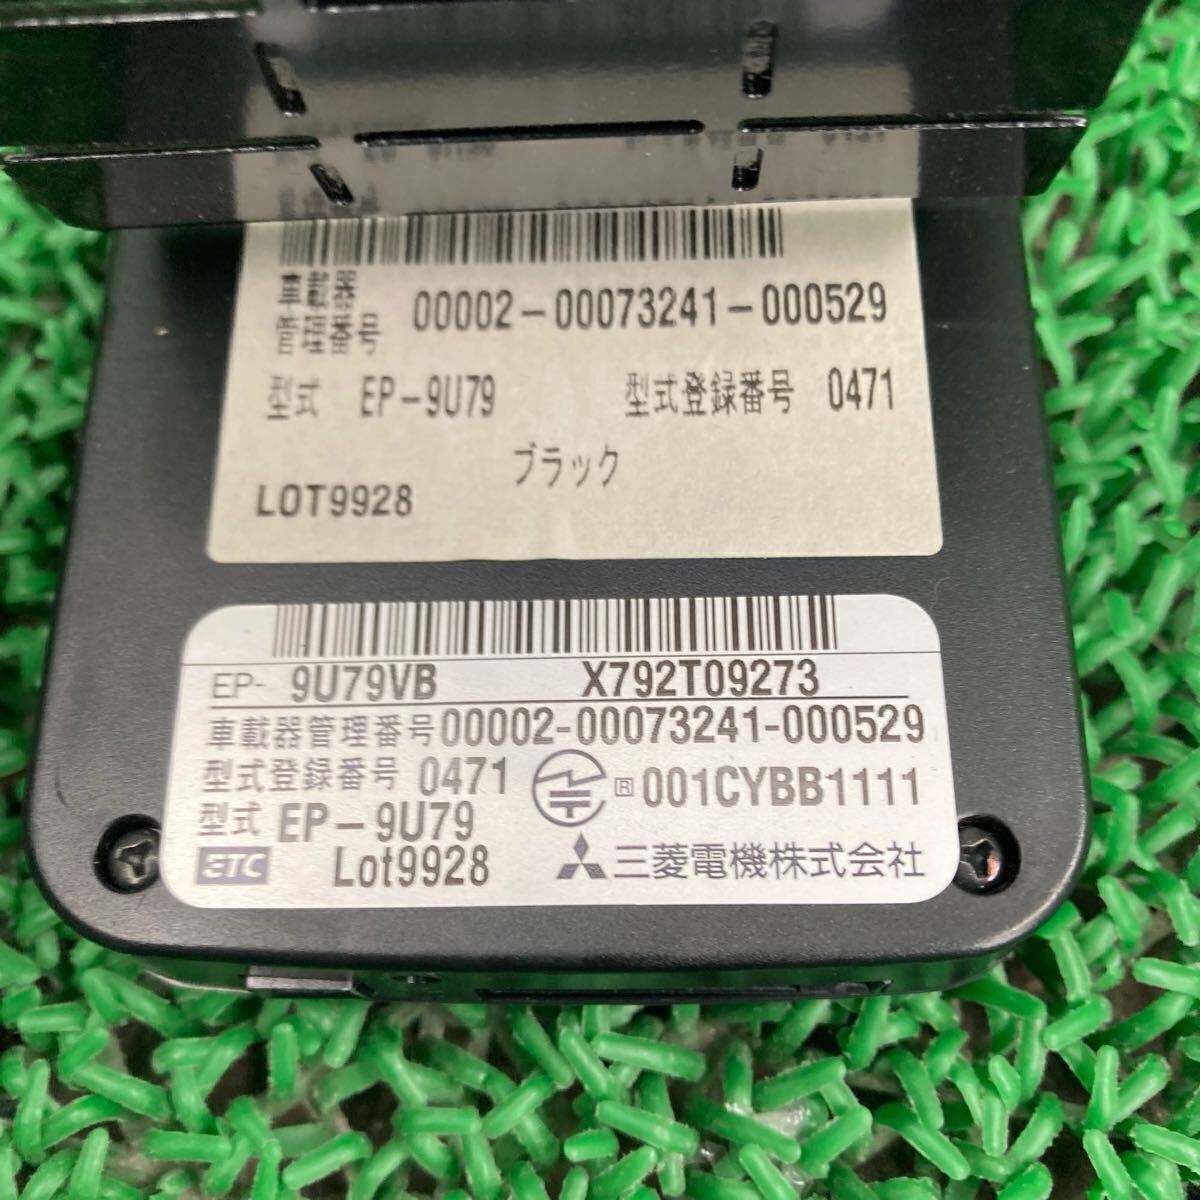 車載器
管理番号 00002-00073241-000529
型式 EP-9U79 型式登録番号 0471
ブラック
LOT9928
EP- 9U79VB X792T09273
車載器管理番号 00002-00073241-000529
型式登録番号 0471 R 001CYBB1111
型式 EP-9U79
ETC Lot9928 三菱電機株式会社